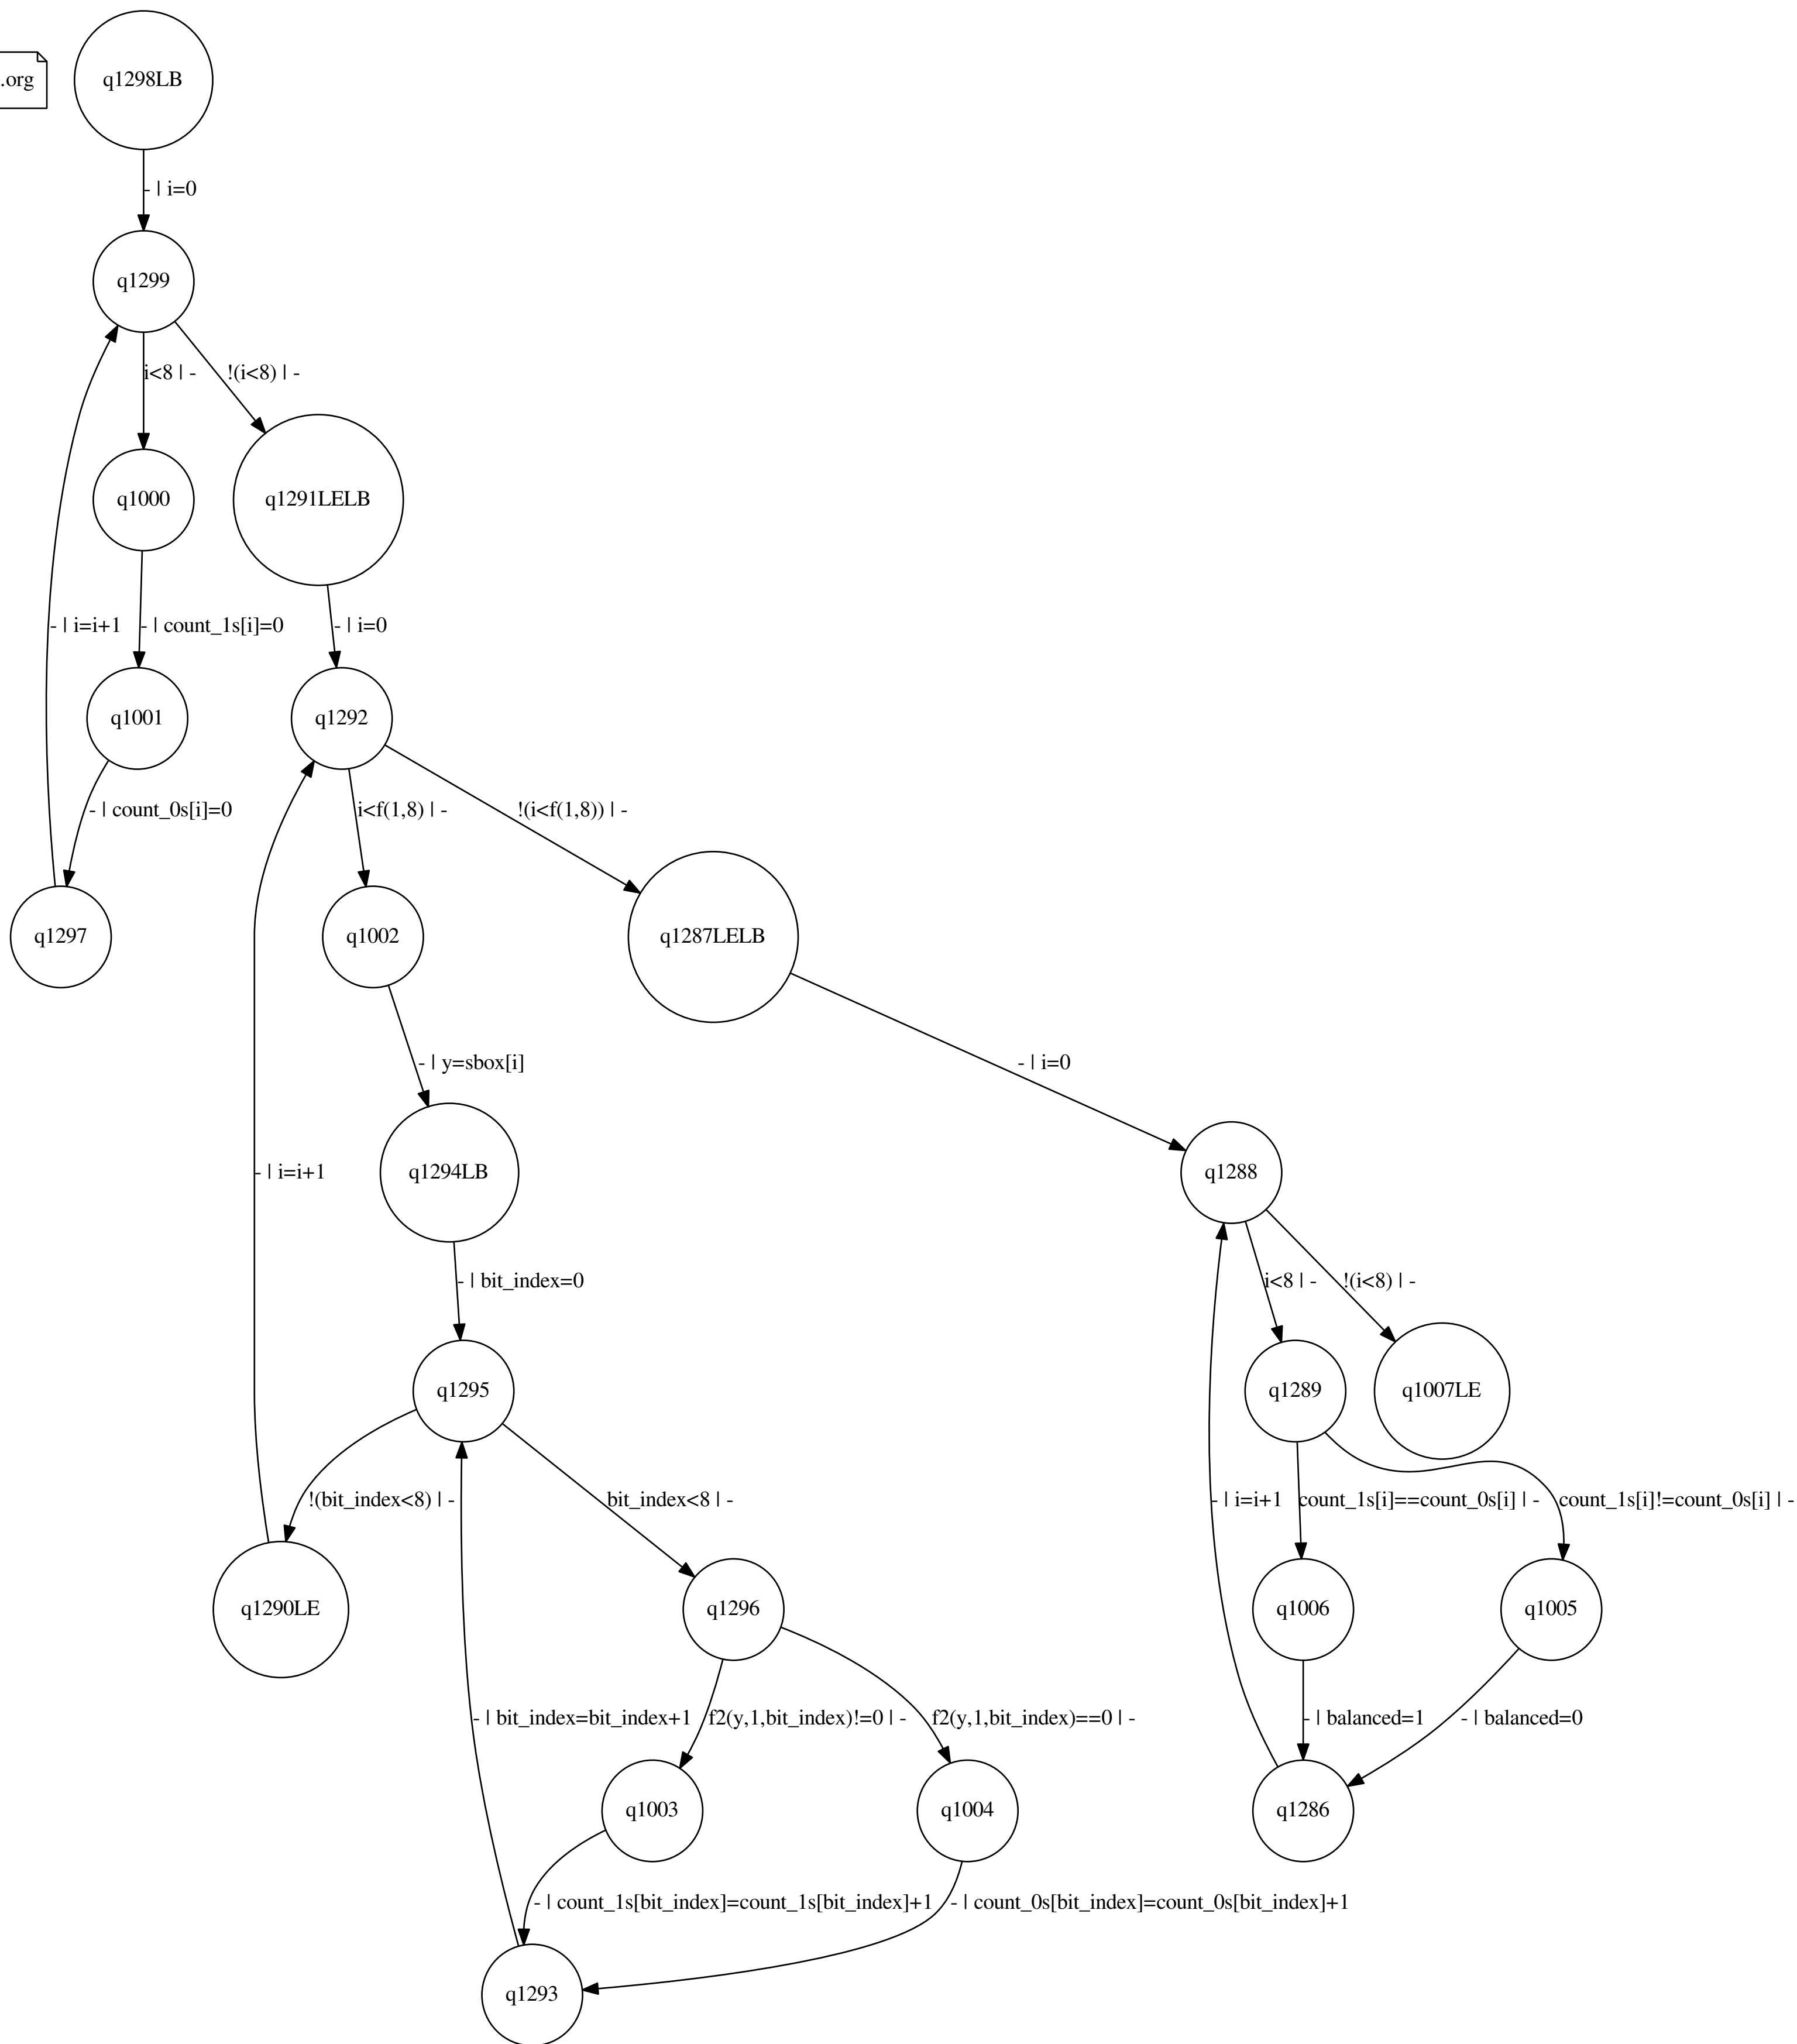 .org
q1298LB
- | i=0
q1299
i<8 | -
!(i<8) | -
q1000
q1291LELB
- | i=i+1
- | count_1s[i]=0
- | i=0
q1001
q1292
- | count_0s[i]=0
i<f(1,8) | -
!(i<f(1,8)) | -
q1297
q1002
q1287LELB
- | y=sbox[i]
- | i=0
- | i=i+1
q1294LB
q1288
- | bit_index=0
i<8 | -
!(i<8) | -
q1295
q1289
q1007LE
!(bit_index<8) | -
bit_index<8 | -
- | i=i+1
count_1s[i]==count_0s[i] | -
count_1s[i]!=count_0s[i] | -
q1290LE
q1296
q1006
q1005
- | bit_index=bit_index+1
f2(y,1,bit_index)!=0 | -
f2(y,1,bit_index)==0 | -
- | balanced=1
- | balanced=0
q1003
q1004
q1286
- | count_1s[bit_index]=count_1s[bit_index]+1
- | count_0s[bit_index]=count_0s[bit_index]+1
q1293